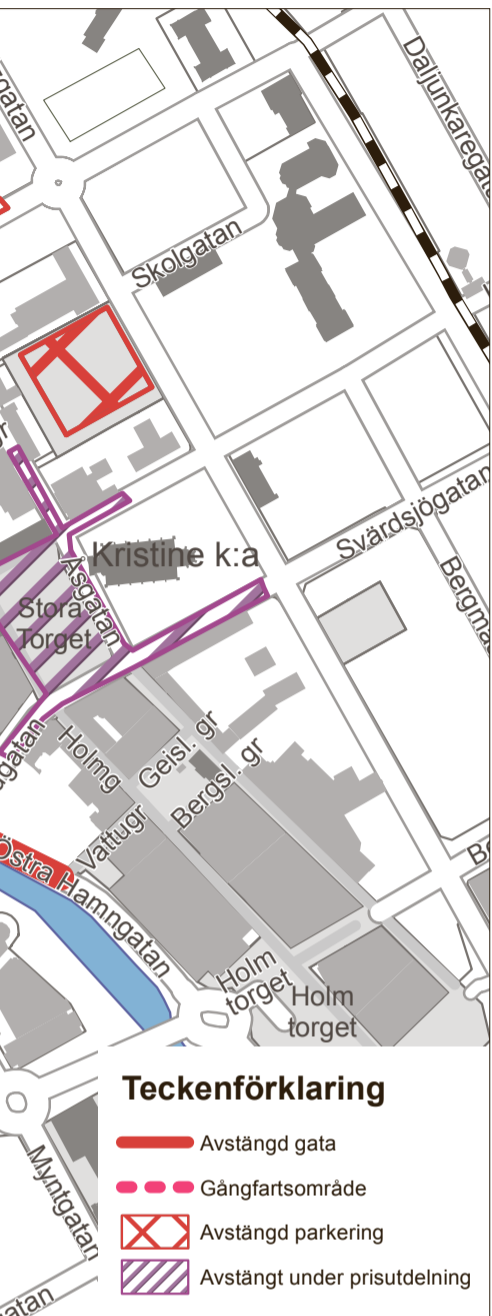 Daljunkaregat
Skolgatan
Svärdsjögatan
Kristine k:a
Åsgatan
Stora
Torget
Holmg
Geisl. gr
Bergsl. gr
Vattugr
Östra Hamngatan
Holm
torget
Holm
torget
Myntgatan
Teckenförklaring
Avstängd gata
Gångfartsområde
Avstängd parkering
Avstängt under prisutdelning